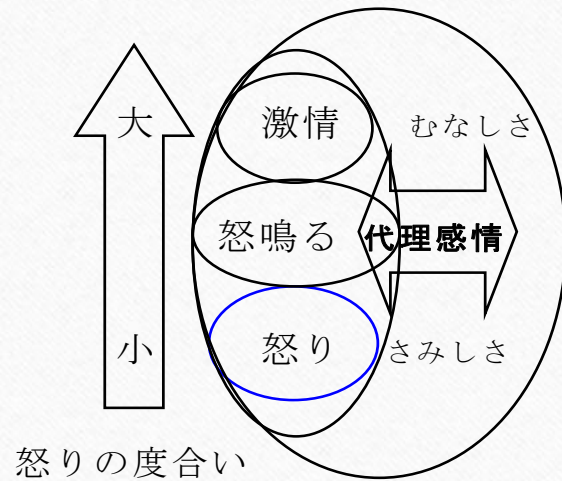 大
激情
むなしさ
怒鳴る
代理感情
小
怒り
さみしさ
怒りの度合い